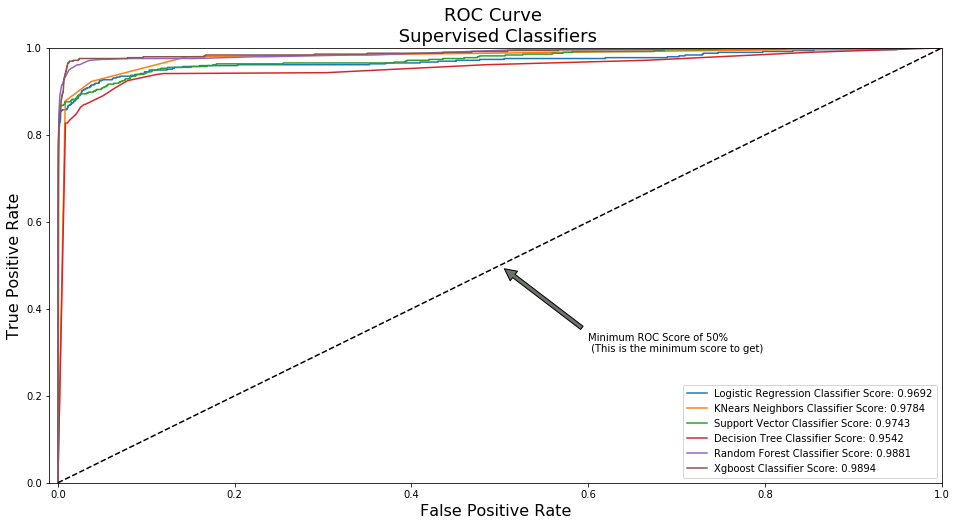 ROC Curve
Supervised Classifiers
1.0
0.8
0.6
0.4
0.2
0.0
True Positive Rate
1.0
Minimum ROC Score of 50%
(This is the minimum score to get)
Logistic Regression Classifier Score: 0.9692
KNears Neighbors Classifier Score: 0.9784
Support Vector Classifier Score: 0.9743
Decision Tree Classifier Score: 0.9542
Random Forest Classifier Score: 0.9881
Xgboost Classifier Score: 0.9894
0.0
0.2
0.4
0.6
0.8
False Positive Rate